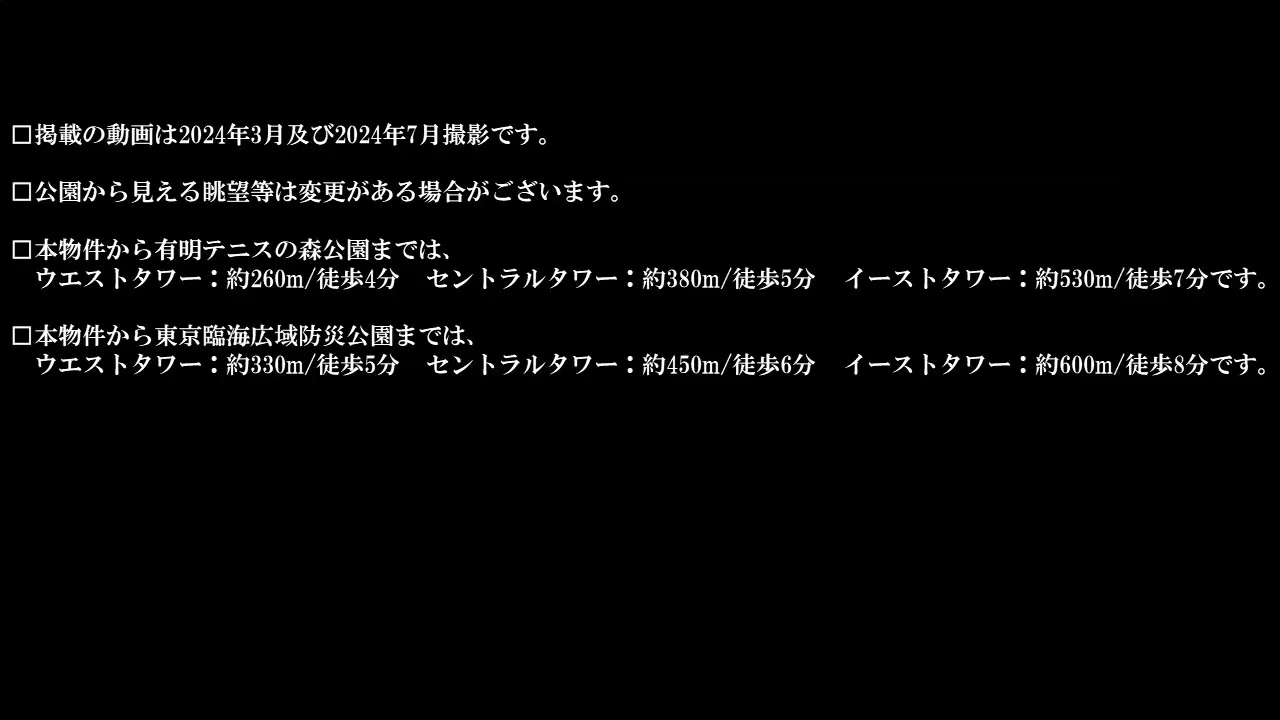 □掲載の動画は2024年3月及び2024年7月撮影です。
□公園から見える眺望等は変更がある場合がございます。
□本物件から有明テニスの森公園までは、
ウエストタワー：約260m/徒歩4分　セントラルタワー：約380m/徒歩5分　イーストタワー：約530m/徒歩7分です。
□本物件から東京臨海広域防災公園までは、
ウエストタワー：約330m/徒歩5分　セントラルタワー：約450m/徒歩6分　イーストタワー：約600m/徒歩8分です。